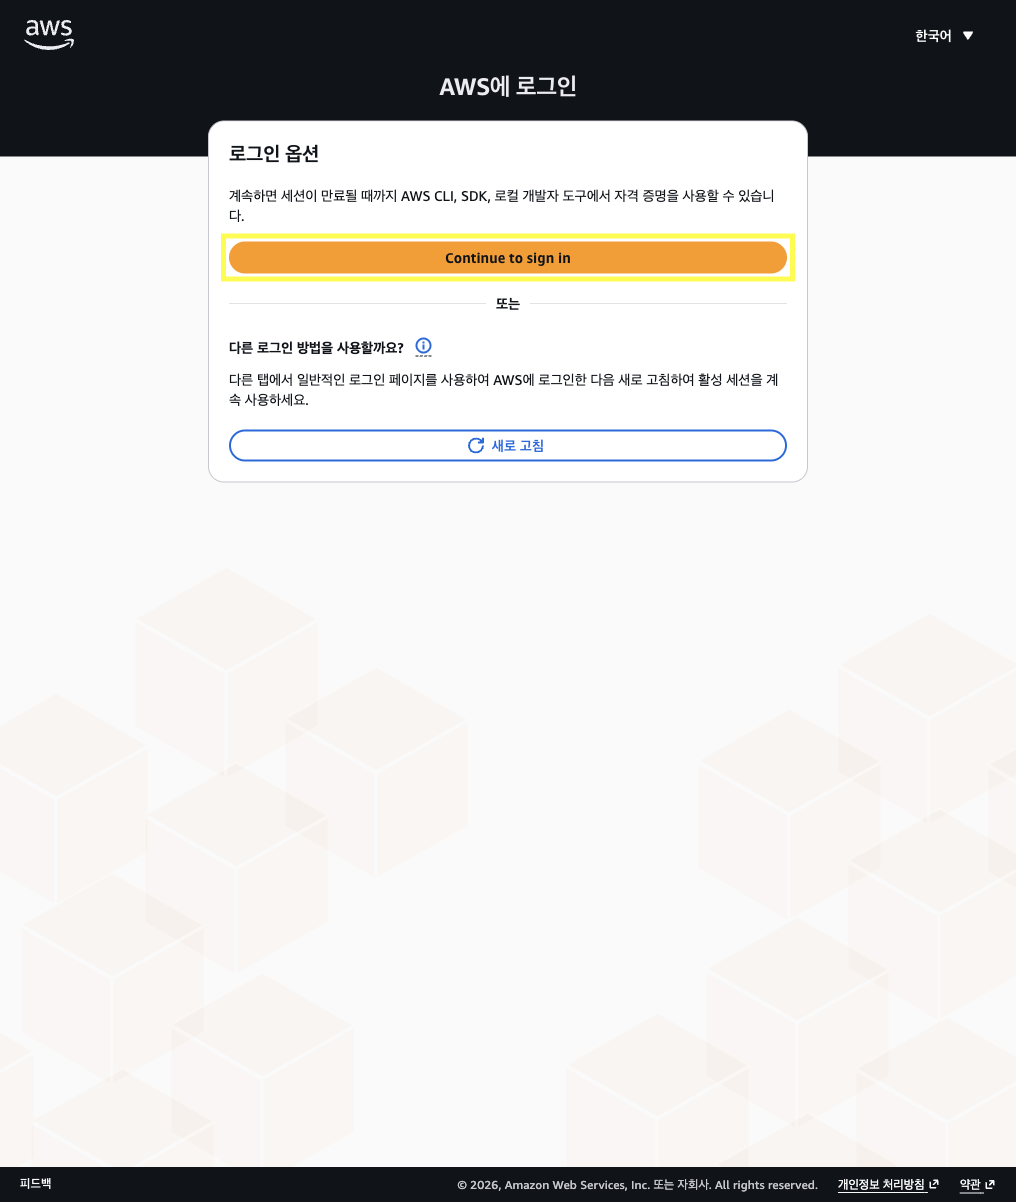 aws
한국어
AWS에 로그인
로그인 옵션
계속하면 세션이 만료될 때까지 AWS CLI, SDK, 로컬 개발자 도구에서 자격 증명을 사용할 수 있습니
다.
Continue to sign in
또는
다른 로그인 방법을 사용할까요?
다른 탭에서 일반적인 로그인 페이지를 사용하여 AWS에 로그인한 다음 새로 고침하여 활성 세션을 계
속 사용하세요.
새로 고침
피드백
© 2026, Amazon Web Services, Inc. 또는 자회사. All rights reserved.
개인정보 처리방침
약관